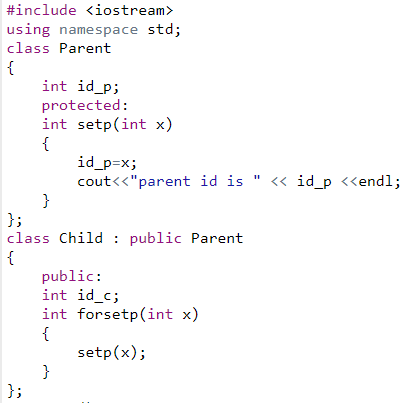 #include <iostream>
using namespace std;
class Parent
{
    int id_p;
    protected:
    int setp(int x)
    {
        id_p=x;
        cout<<"parent id is " << id_p <<endl;
    }
};
class Child : public Parent
{
    public:
    int id_c;
    int forsetp(int x)
    {
        setp(x);
    }
};